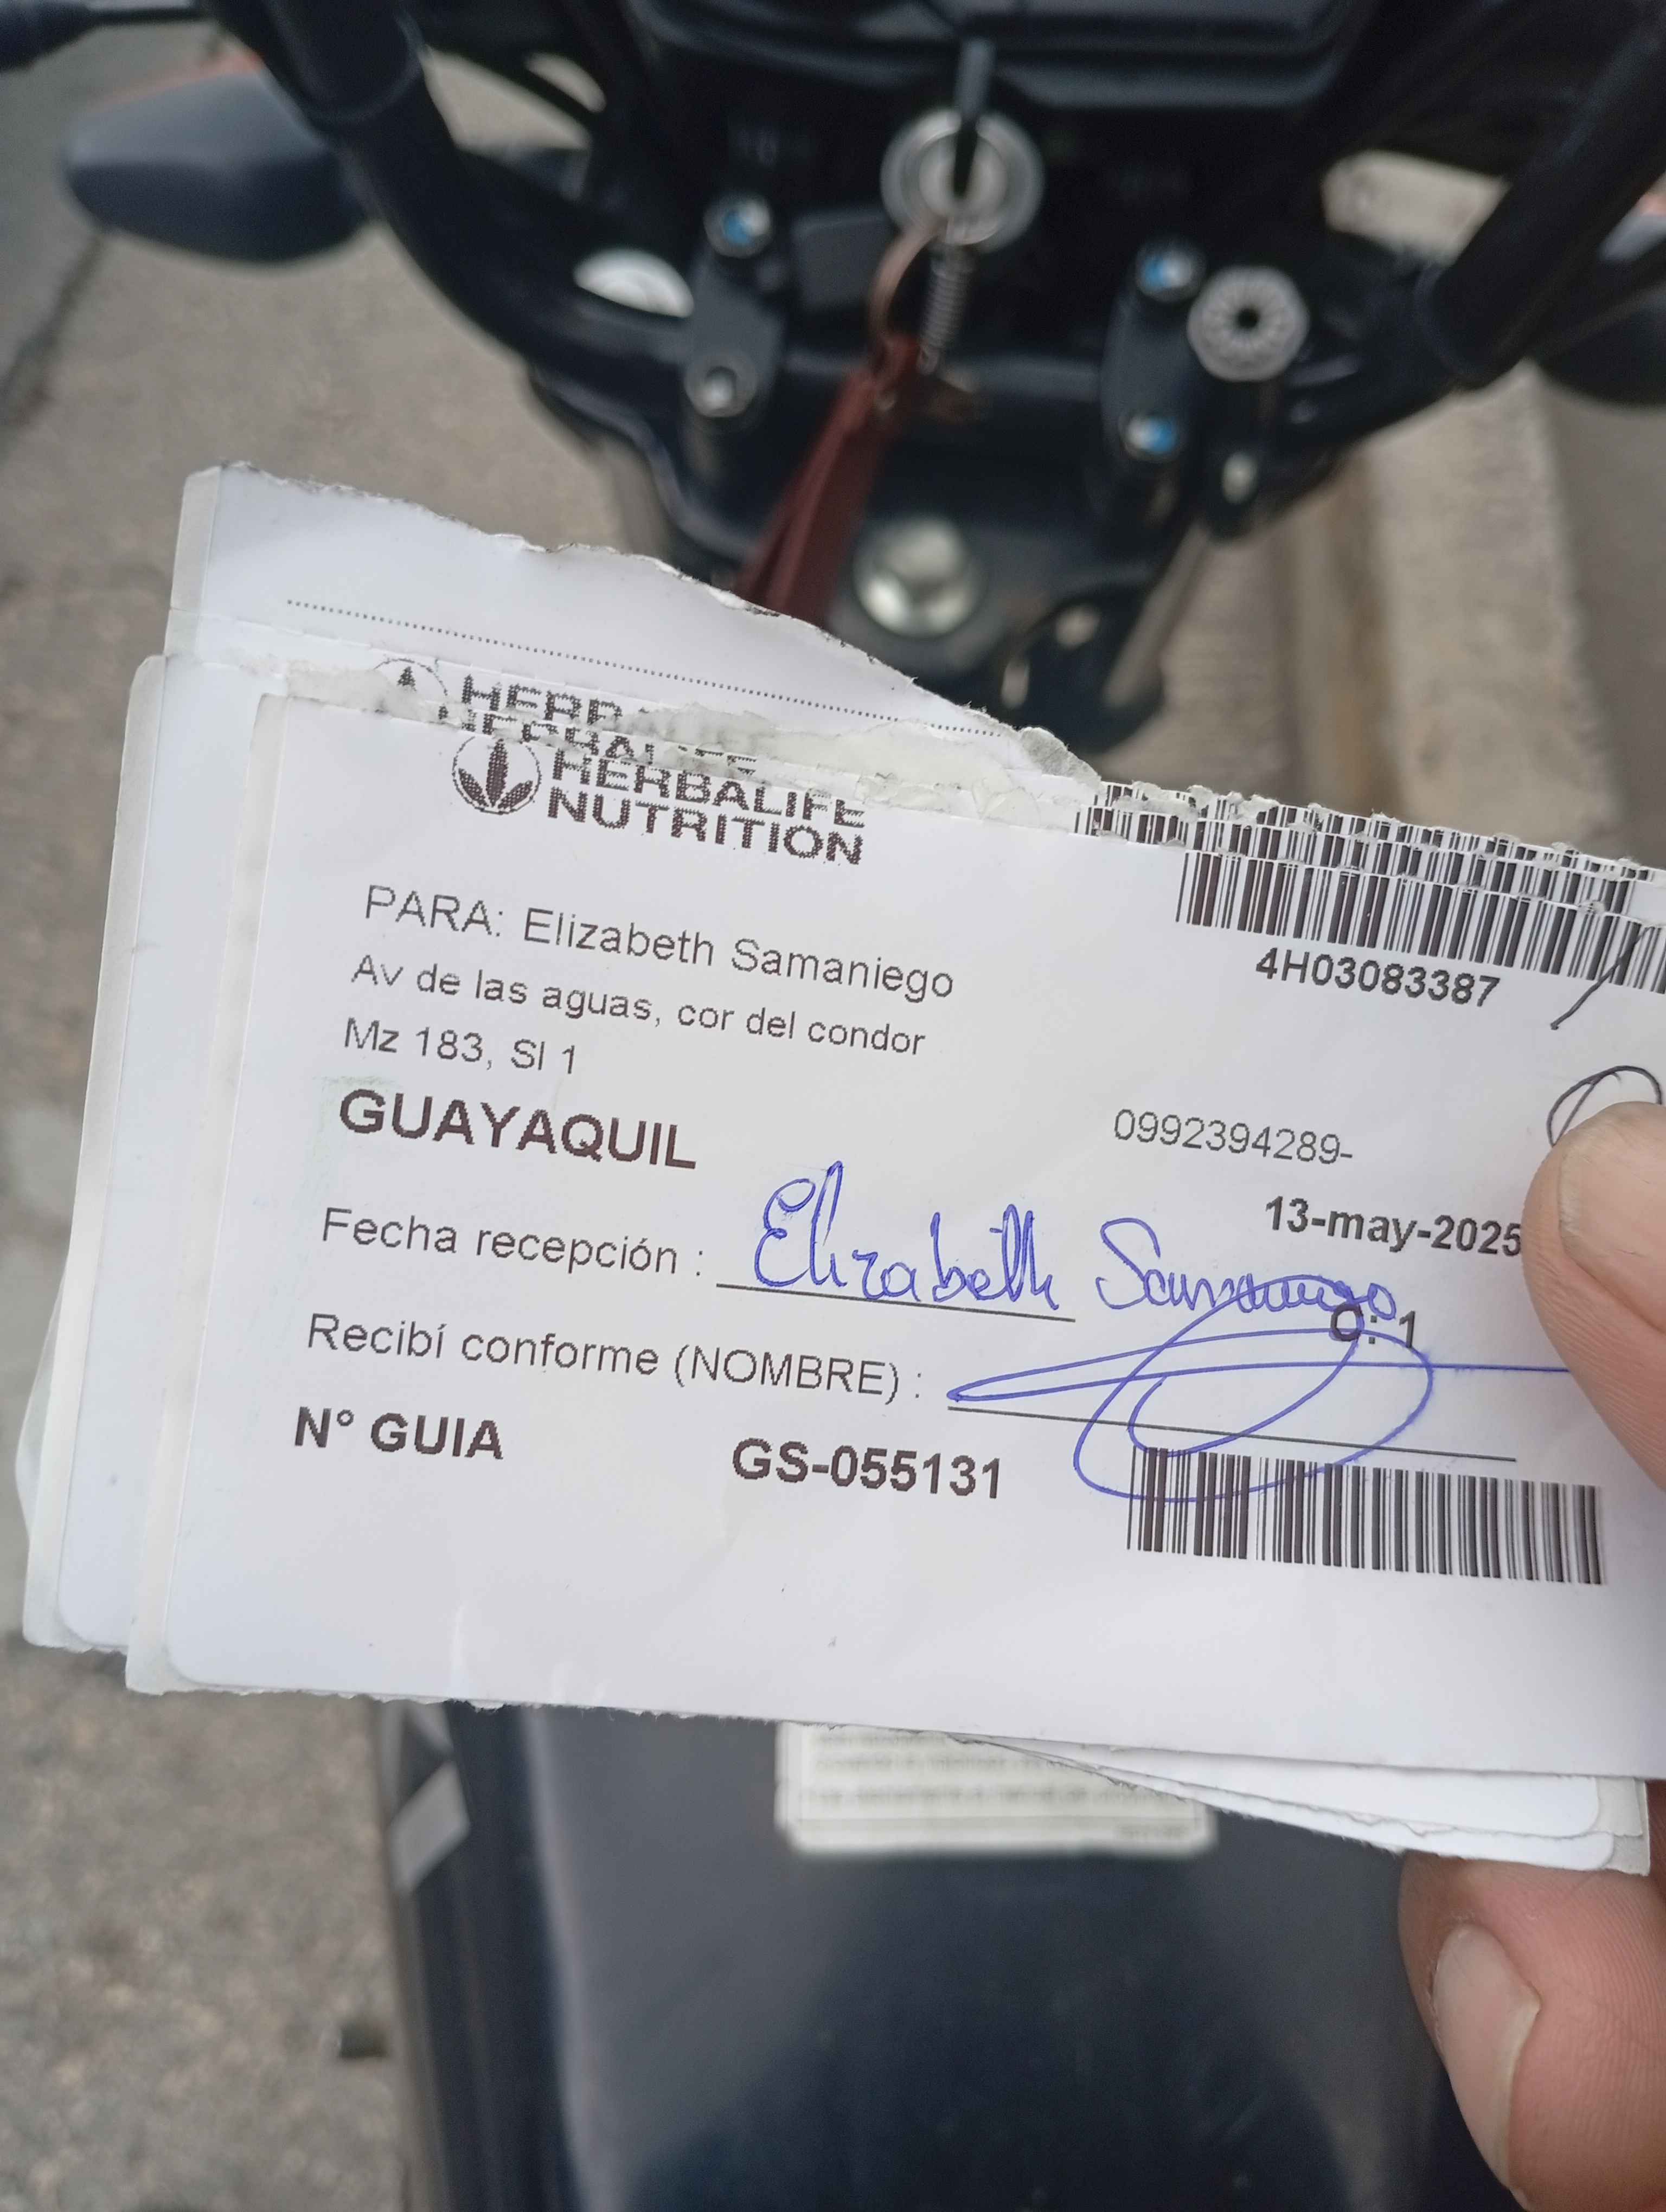 HERBALIFE
NUTRITION
4H03083387
PARA: Elizabeth Samaniego
Av de las aguas, cor del condor
Mz 183, Sl 1
GUAYAQUIL
0992394289-
13-may-2025
Fecha recepción : Elizabeth Samaniego
C: 1
Recibí conforme (NOMBRE) :
N° GUIA GS-055131